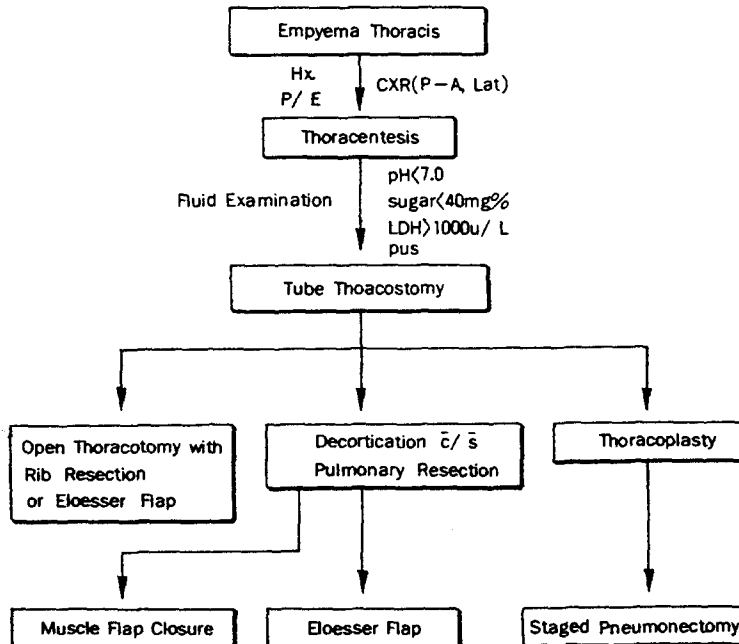 Empyema Thoracis
Hx.
P/ E
CXR(P-A, Lat)
Thoracentesis
Fluid Examination
pH<7.0
sugar<40mg%
LDH>1000u/ L
pus
Tube Thoacostomy
Open Thoracotomy with
Rib Resection
or Eloesser Flap
Decortication c̄/ s̄
Pulmonary Resection
Thoracoplasty
Muscle Flap Closure
Eloesser Flap
Staged Pneumonectomy